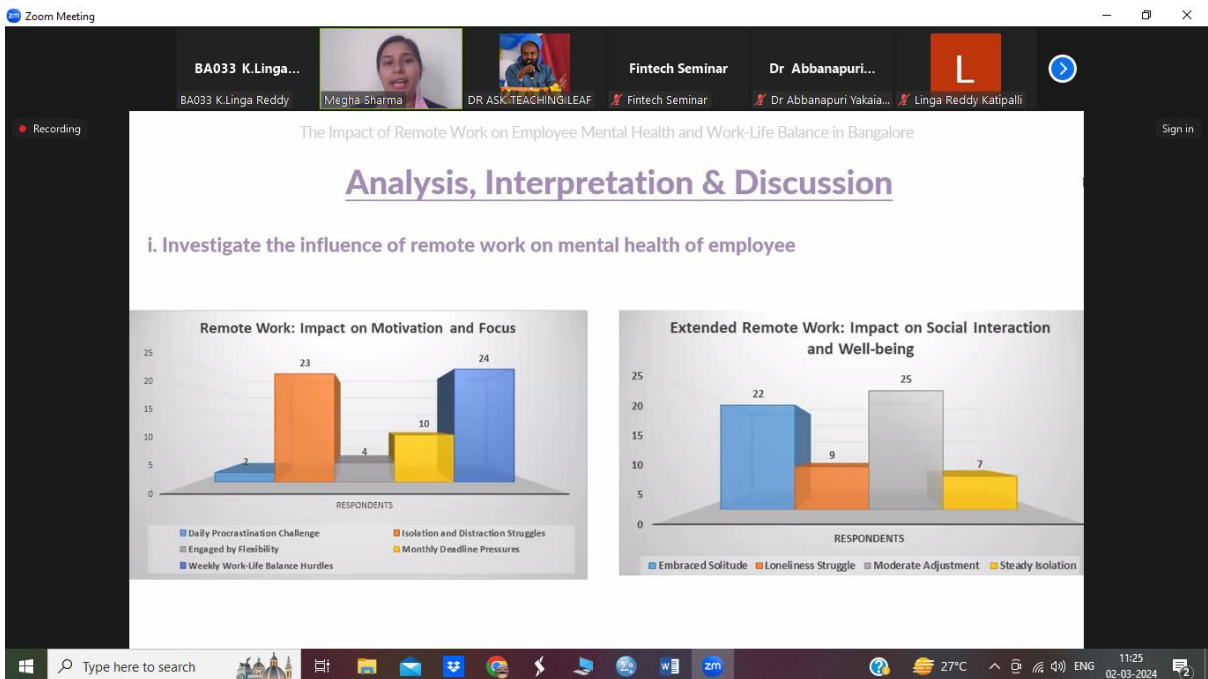 Zoom Meeting
BA033 K.Linga...
Fintech Seminar
Dr Abbanapuri...
L
BA033 K.Linga Reddy
Megha Sharma
DR ASK TEACHING LEAF
Fintech Seminar
Dr Abbanapuri Yakaia...
Linga Reddy Katipalli
Recording
Sign in
The Impact of Remote Work on Employee Mental Health and Work-Life Balance in Bangalore
Analysis, Interpretation & Discussion
i. Investigate the influence of remote work on mental health of employee
Remote Work: Impact on Motivation and Focus
25
20
15
10
5
0
2
23
4
10
24
RESPONDENTS
Daily Procrastination Challenge
Isolation and Distraction Struggles
Engaged by Flexibility
Monthly Deadline Pressures
Weekly Work-Life Balance Hurdles
Extended Remote Work: Impact on Social Interaction
and Well-being
25
20
15
10
5
0
22
9
25
7
RESPONDENTS
Embraced Solitude
Loneliness Struggle
Moderate Adjustment
Steady Isolation
Type here to search
27°C
ENG
11:25
02-03-2024
2